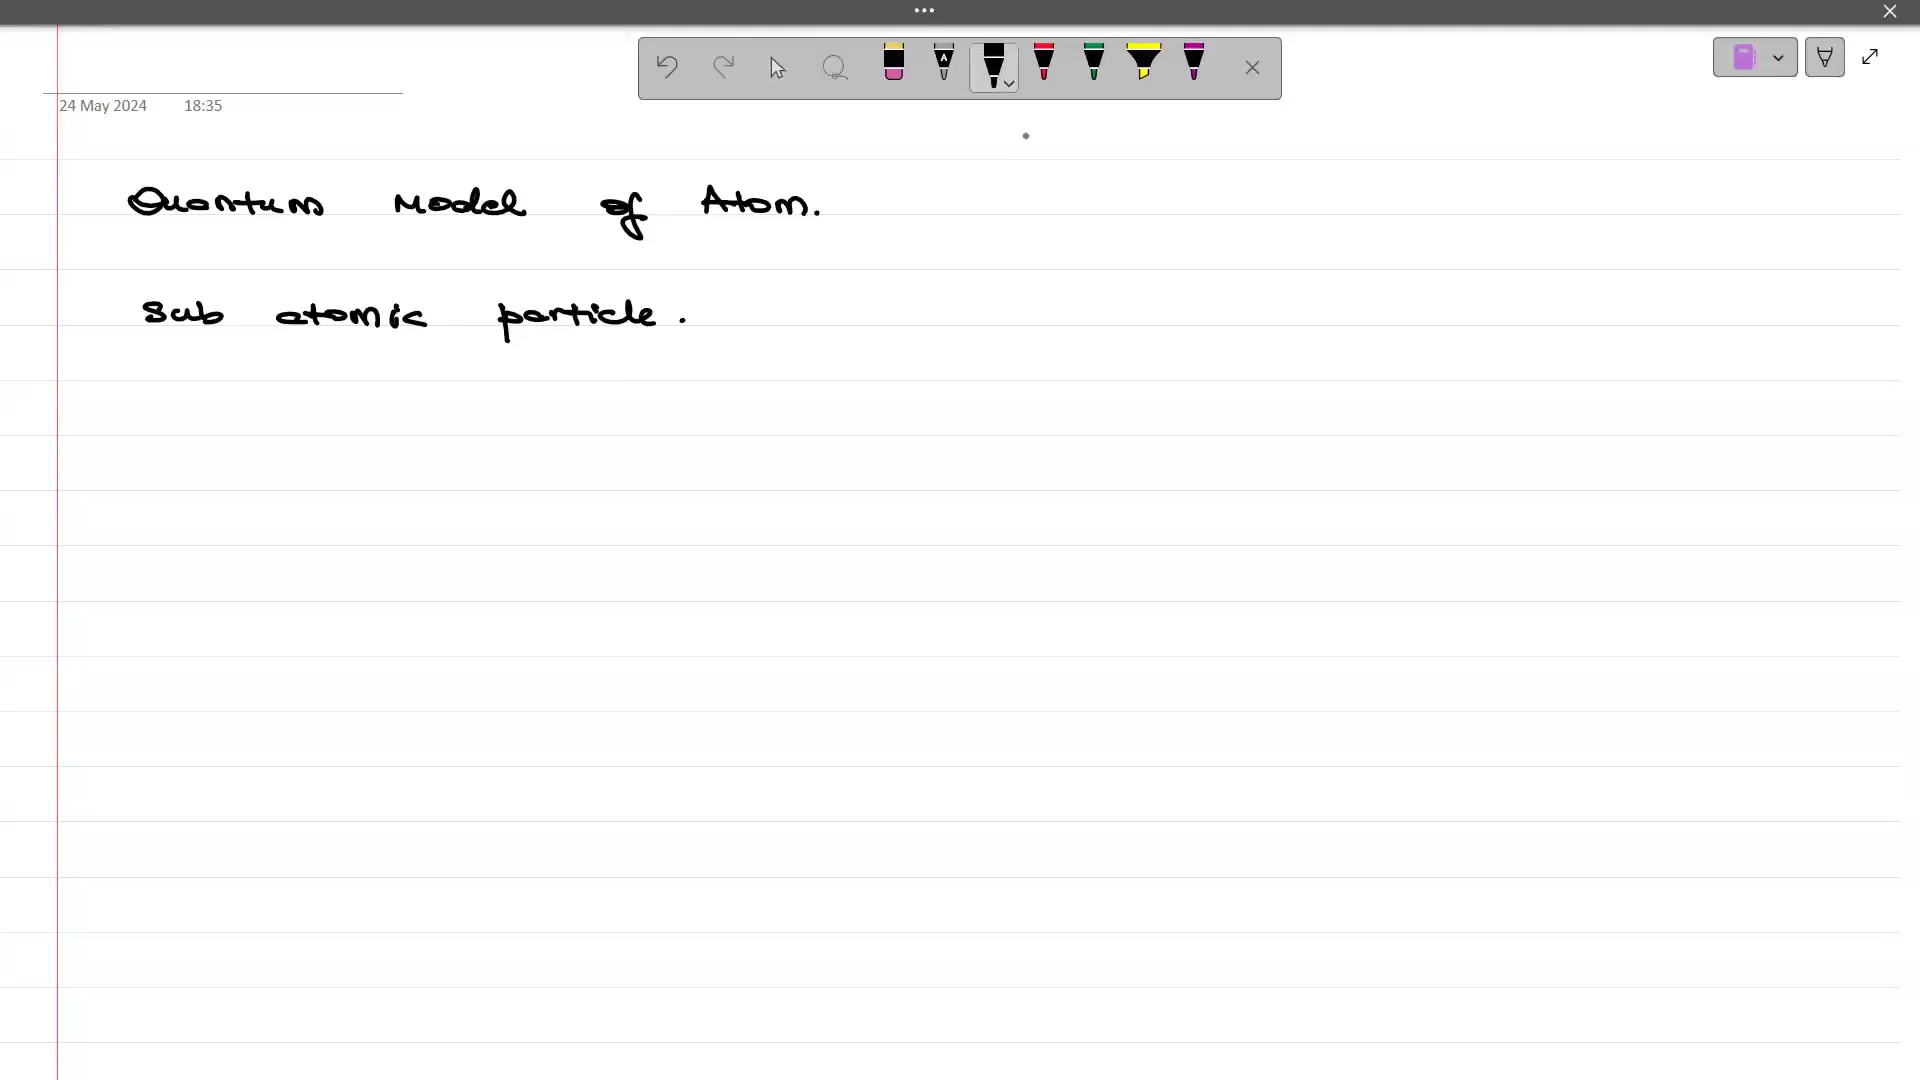 24 May 2024 18:35
Quantum Model of Atom.
Sub atomic particle.